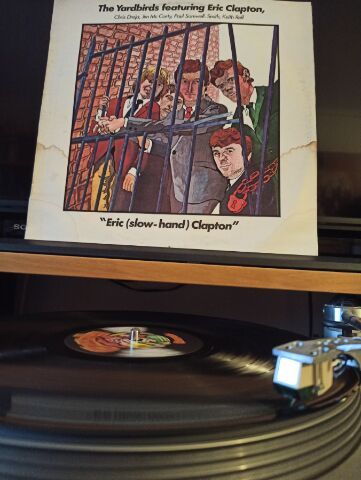 The Yardbirds featuring Eric Clapton,
Chris Dreja, Jim Mc Carty, Paul Samwell-Smith, Keith Relf
"Eric (slow-hand) Clapton"
SO